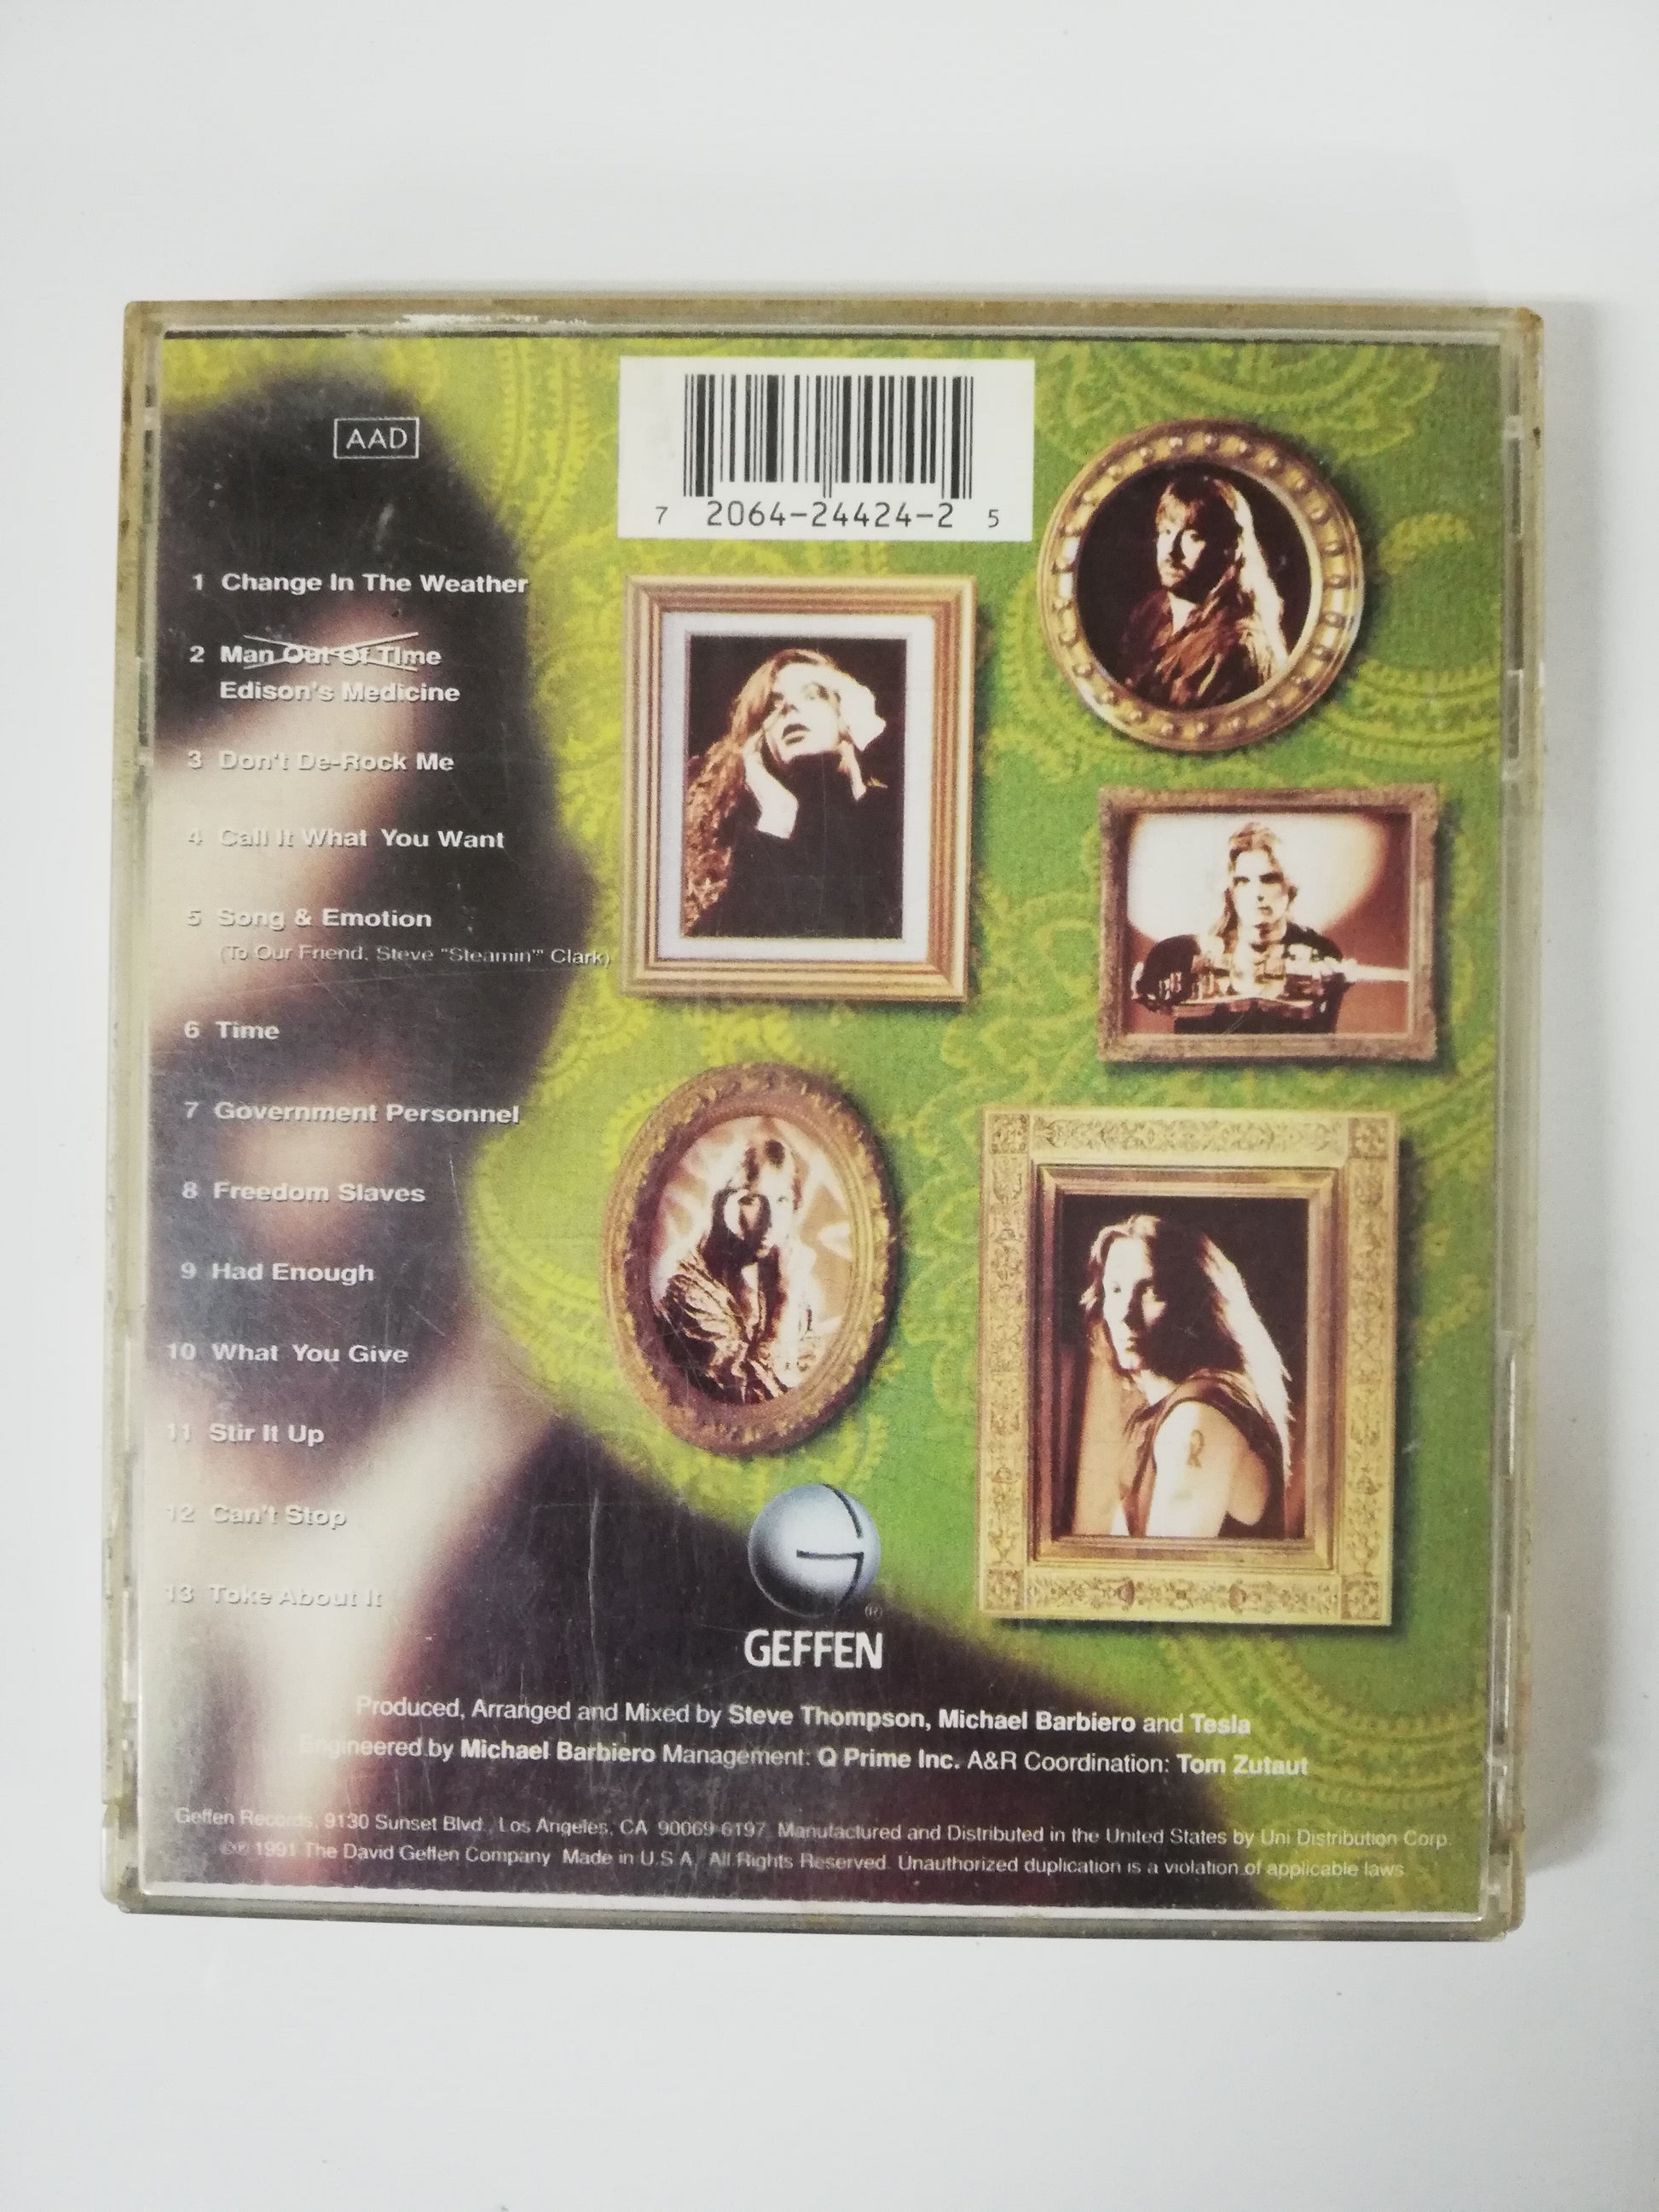 AAD
7 2064-24424-2 5
1 Change In The Weather
2 Man Out Of Time
Edison's Medicine
3 Don't De-Rock Me
4 Call It What You Want
5 Song & Emotion
(To Our Friend, Steve "Steamin'" Clark)
6 Time
7 Government Personnel
8 Freedom Slaves
9 Had Enough
10 What You Give
11 Stir It Up
12 Can't Stop
13 Toke About It
®
GEFFEN
Produced, Arranged and Mixed by Steve Thompson, Michael Barbiero and Tesla
Engineered by Michael Barbiero Management: Q Prime Inc. A&R Coordination: Tom Zutaut
Geffen Records, 9130 Sunset Blvd., Los Angeles, CA 90069-6197. Manufactured and Distributed in the United States by Uni Distribution Corp.
©℗ 1991 The David Geffen Company Made in U.S.A. All Rights Reserved. Unauthorized duplication is a violation of applicable laws.